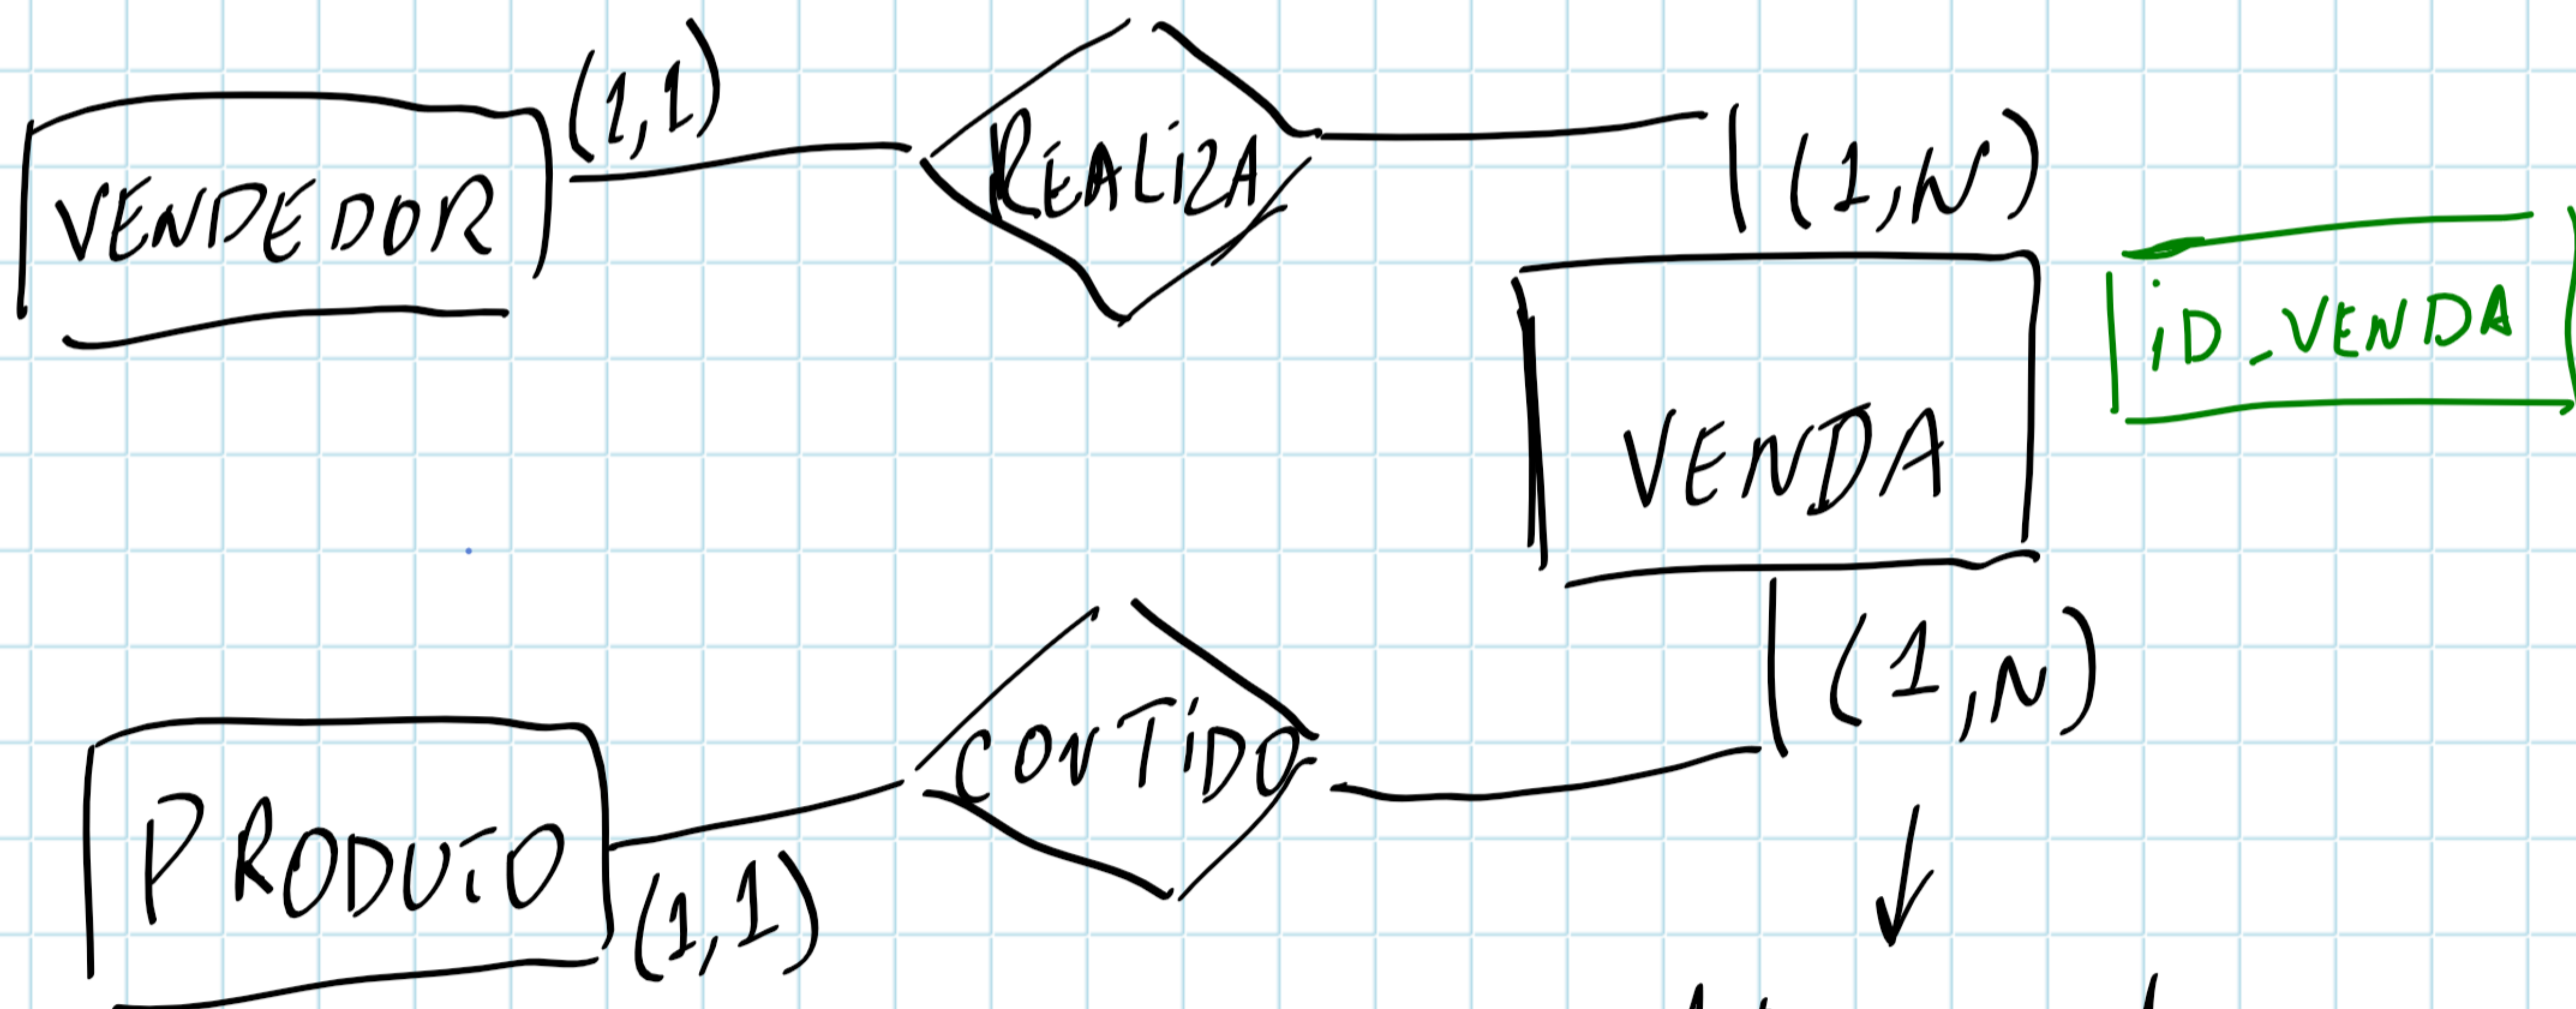 (1,1)
REALiZA
(1,N)
VENDEDOR
iD_VENDA
VENDA
(1,N)
CONTiDO
PRODUTO
(1,1)